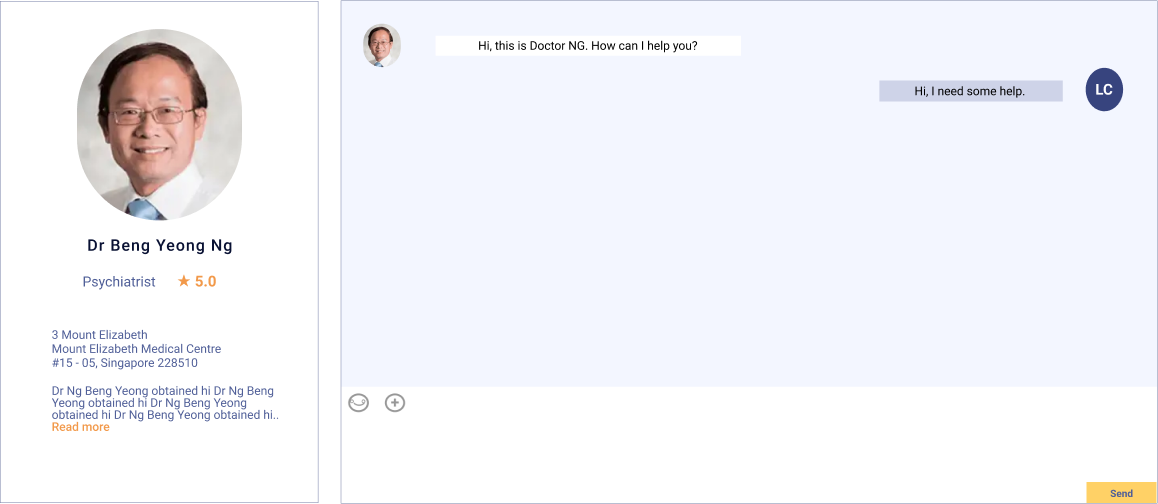 Dr Beng Yeong Ng
Psychiatrist ★ 5.0
3 Mount Elizabeth
Mount Elizabeth Medical Centre
#15 - 05, Singapore 228510
Dr Ng Beng Yeong obtained hi Dr Ng Beng
Yeong obtained hi Dr Ng Beng Yeong
obtained hi Dr Ng Beng Yeong obtained hi..
Read more
Hi, this is Doctor NG. How can I help you?
Hi, I need some help.
LC
Send